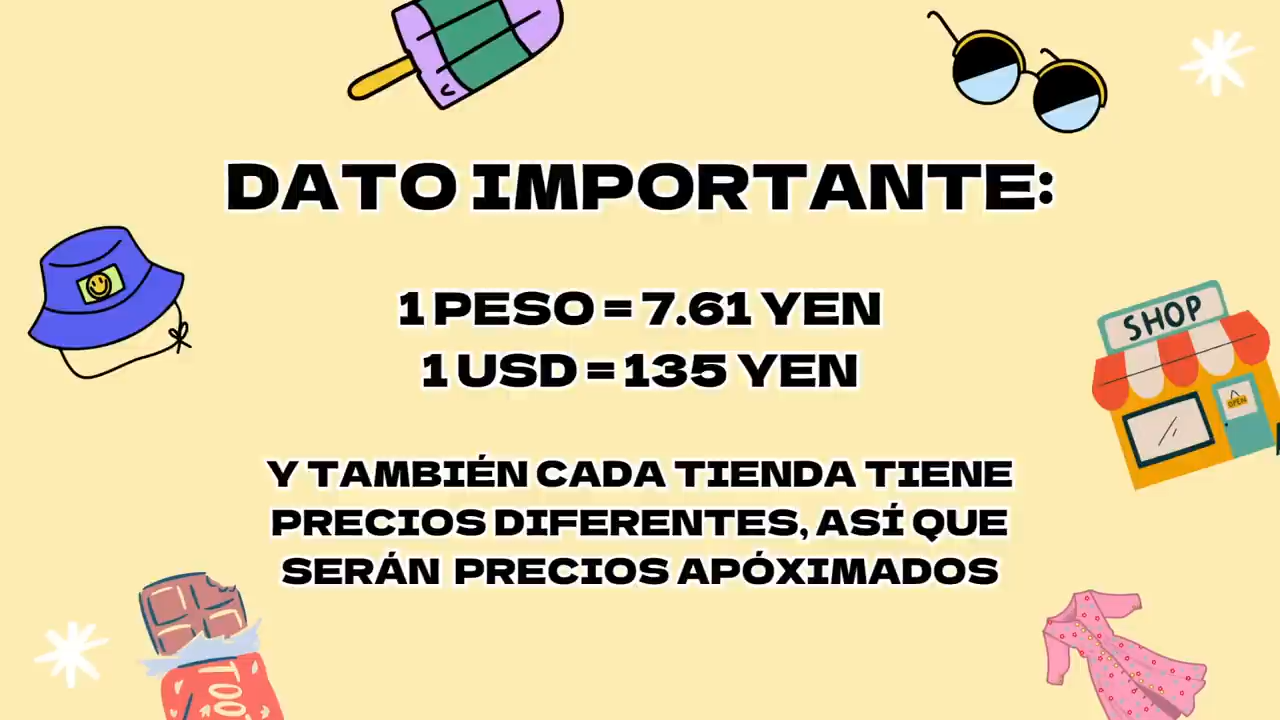 DATO IMPORTANTE:
1 PESO = 7.61 YEN
1 USD = 135 YEN
SHOP
OPEN
Y TAMBIÉN CADA TIENDA TIENE
PRECIOS DIFERENTES, ASÍ QUE
SERÁN PRECIOS APÓXIMADOS